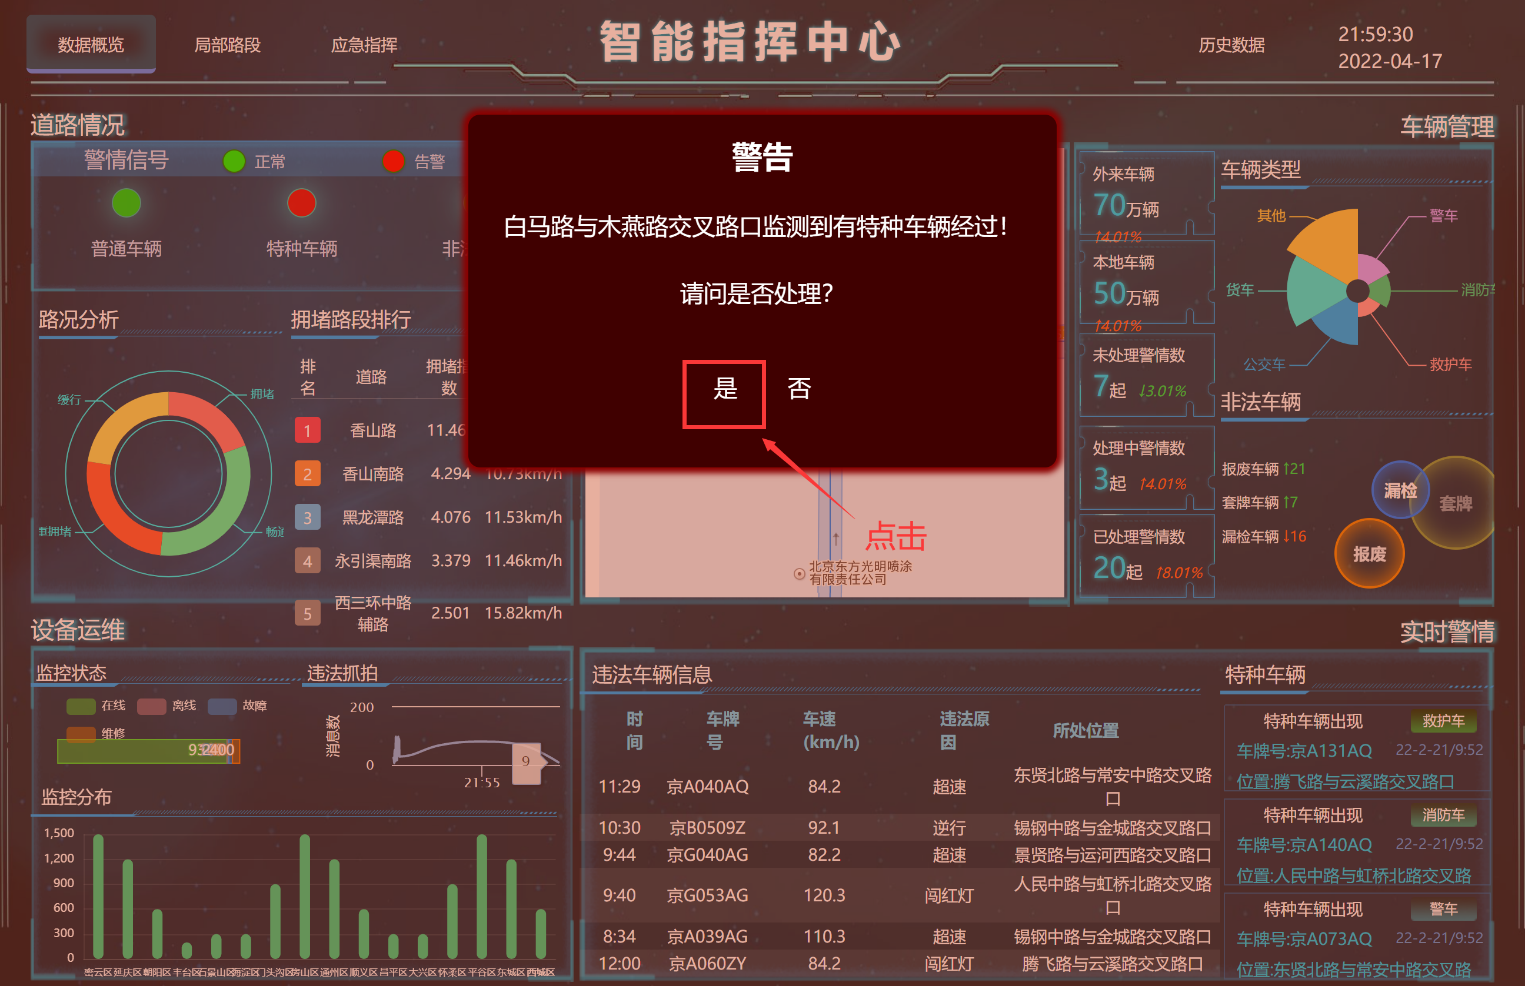 数据概览
局部路段
应急指挥
智能指挥中心
历史数据
21:59:30
2022-04-17
道路情况
警情信号
正常
告警
普通车辆
特种车辆
路况分析
缓行
拥堵
畅
拥堵
拥堵路段排行
排名 道路
1 香山路 11.46
2 香山南路 4.294 10.73km/h
3 黑龙潭路 4.076 11.53km/h
4 永引渠南路 3.379 11.46km/h
5 西三环中路辅路 2.501 15.82km/h
警告
白马路与木燕路交叉路口监测到有特种车辆经过!
请问是否处理?
是
否
点击
北京东方光明喷涂
有限责任公司
车辆管理
外来车辆
70万辆
↑4.01%
本地车辆
50万辆
↑4.01%
未处理警情数
7起 ↓3.01%
处理中警情数
3起 ↑4.01%
已处理警情数
20起 ↑8.01%
车辆类型
其他
警车
货车
消防
公交车
救护车
非法车辆
报废车辆 ↑21
套牌车辆 ↑7
漏检车辆 ↓16
漏检
套牌
报废
设备运维
监控状态
在线
离线
故障
维修
违法抓拍
消息数
200
0
21:55
9
监控分布
1,500
1,200
900
600
300
0
密云区 延庆区 朝阳区 丰台区 石景山区 海淀区 门头沟区 房山区 通州区 顺义区 昌平区 大兴区 怀柔区 平谷区 东城区 西城区
违法车辆信息
时间 车牌号 车速(km/h) 违法原因 所处位置
11:29 京A040AQ 84.2 超速 东贤北路与常安中路交叉路口
10:30 京B0509Z 92.1 逆行 锡钢中路与金城路交叉路口
9:44 京G040AG 82.2 超速 景贤路与运河西路交叉路口
9:40 京G053AG 120.3 闯红灯 人民中路与虹桥北路交叉路口
8:34 京A039AG 110.3 超速 锡钢中路与金城路交叉路口
12:00 京A060ZY 84.2 闯红灯 腾飞路与云溪路交叉路口
实时警情
特种车辆
特种车辆出现 救护车
车牌号:京A131AQ 22-2-21/9:52
位置:腾飞路与云溪路交叉路口
特种车辆出现 消防车
车牌号:京A140AQ 22-2-21/9:52
位置:人民中路与虹桥北路交叉路
特种车辆出现 警车
车牌号:京A073AQ 22-2-21/9:52
位置:东贤北路与常安中路交叉路